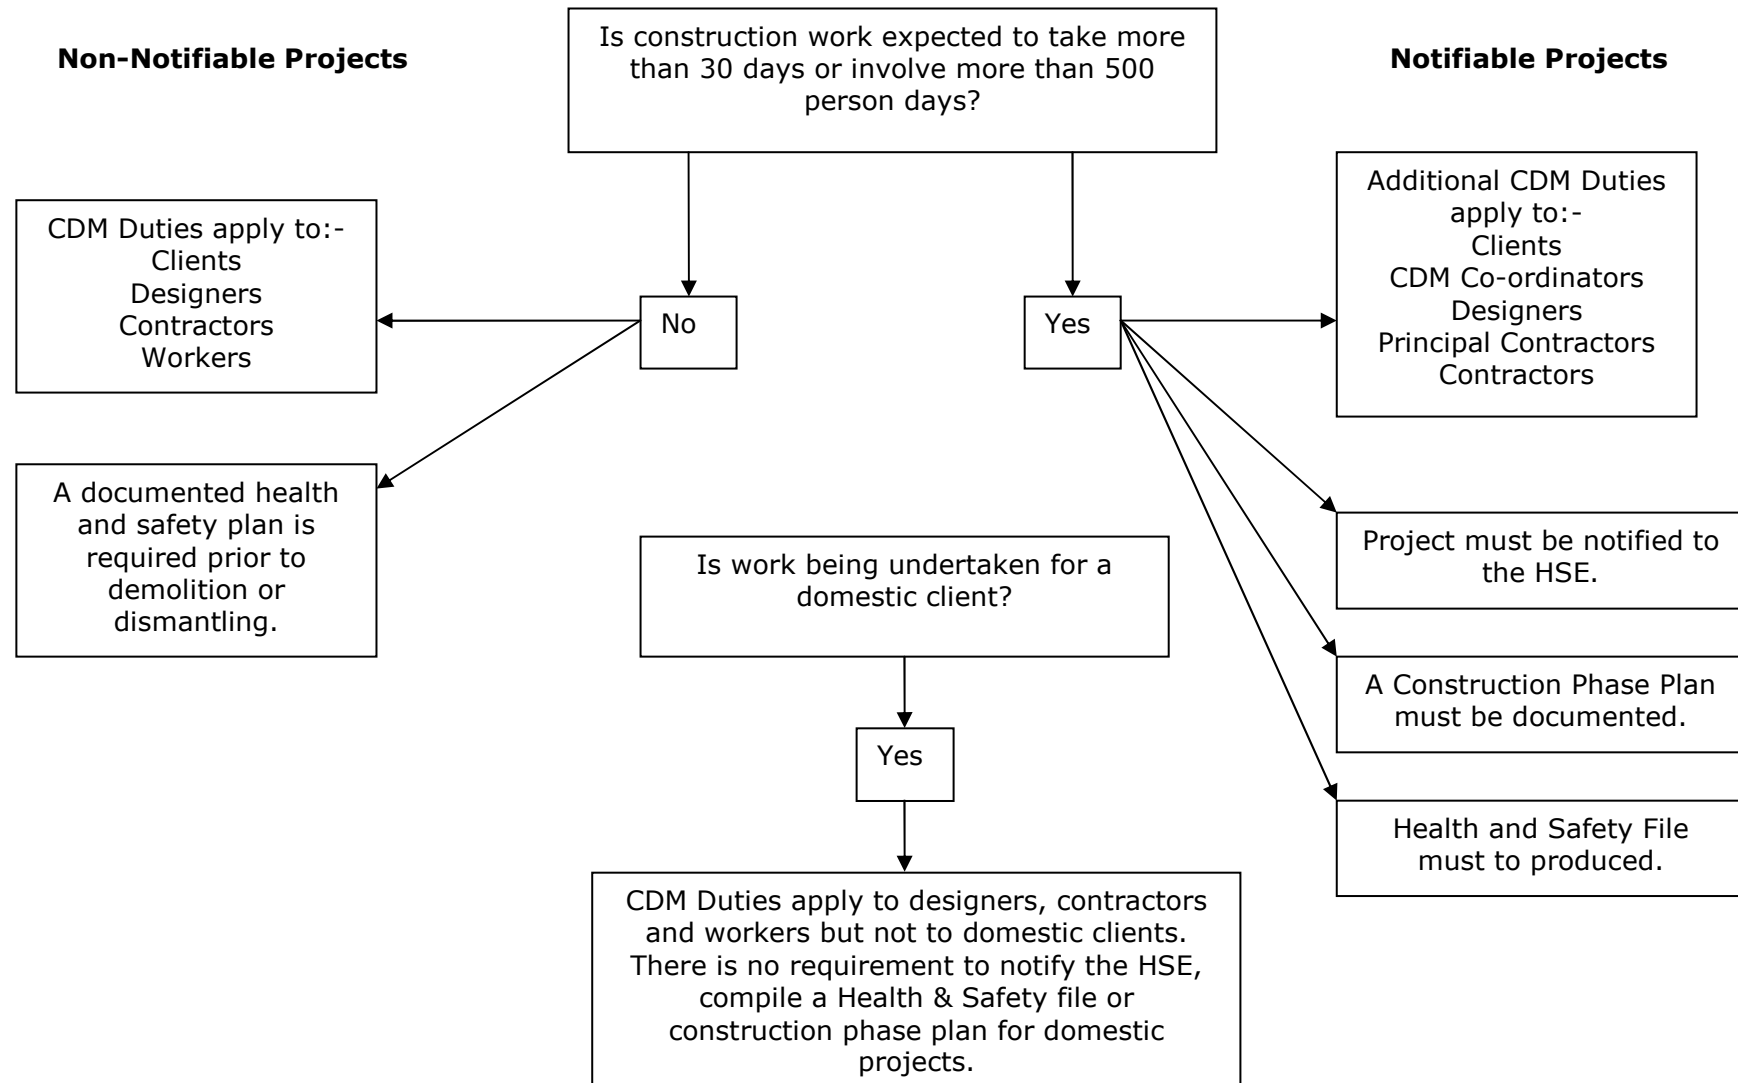 Non-Notifiable Projects
Is construction work expected to take more
than 30 days or involve more than 500
person days?
Notifiable Projects
CDM Duties apply to:-
Clients
Designers
Contractors
Workers
No
Yes
Additional CDM Duties
apply to:-
Clients
CDM Co-ordinators
Designers
Principal Contractors
Contractors
A documented health
and safety plan is
required prior to
demolition or
dismantling.
Is work being undertaken for a
domestic client?
Project must be notified to
the HSE.
A Construction Phase Plan
must be documented.
Yes
Health and Safety File
must to produced.
CDM Duties apply to designers, contractors
and workers but not to domestic clients.
There is no requirement to notify the HSE,
compile a Health & Safety file or
construction phase plan for domestic
projects.